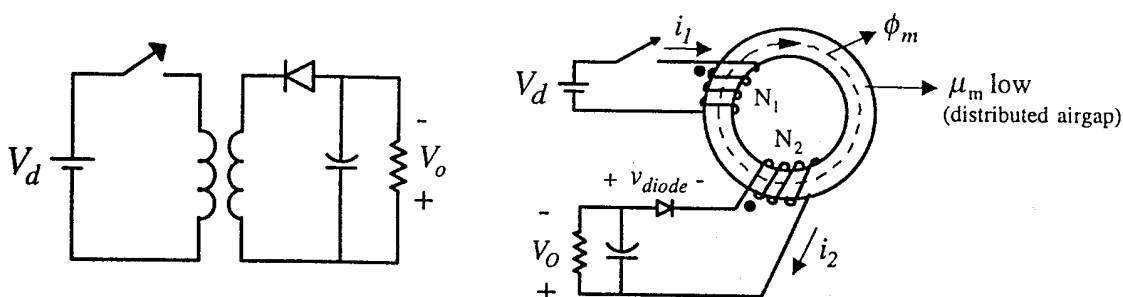 V_d
-
V_o
+
i_1
V_d
N_1
N_2
ϕ_m
μ_m low
(distributed airgap)
+ v_diode -
-
V_O
+
i_2